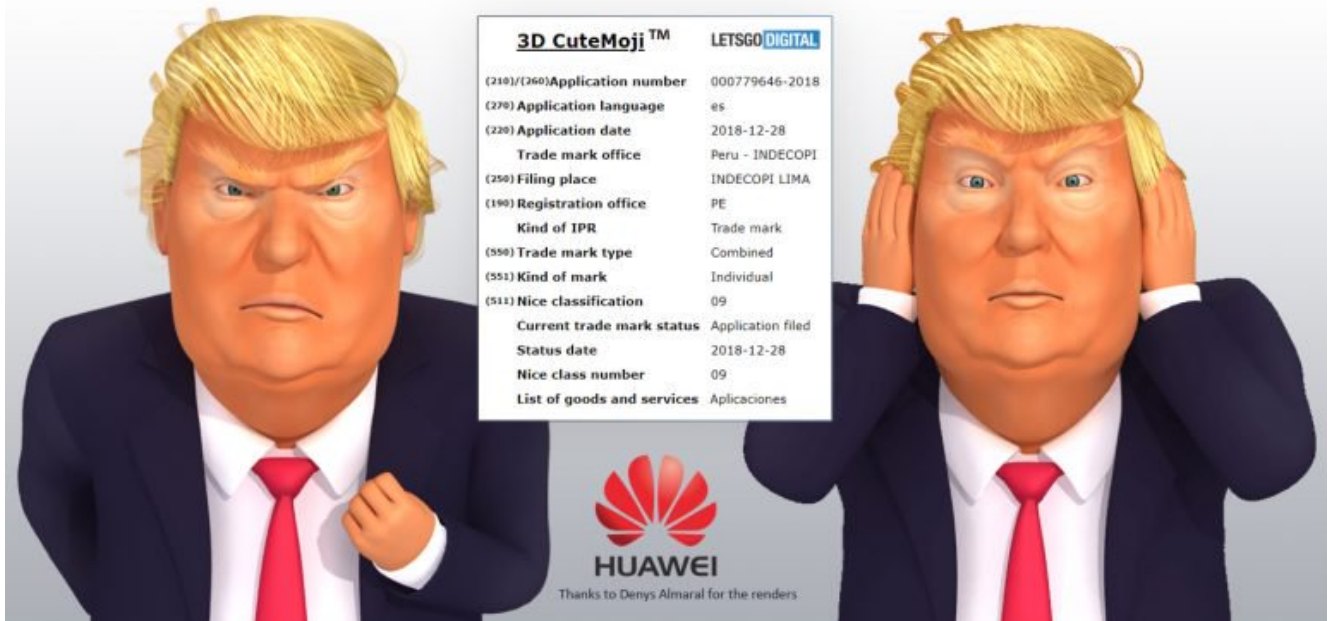 3D CuteMoji™ LETSGODIGITAL
(210)/(260)Application number 000779646-2018
(270) Application language es
(220) Application date 2018-12-28
Trade mark office Peru - INDECOPI
(250) Filing place INDECOPI LIMA
(190) Registration office PE
Kind of IPR Trade mark
(550) Trade mark type Combined
(551) Kind of mark Individual
(511) Nice classification 09
Current trade mark status Application filed
Status date 2018-12-28
Nice class number 09
List of goods and services Aplicaciones
HUAWEI
Thanks to Denys Almaral for the renders